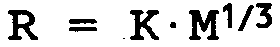 R = K·M^1/3